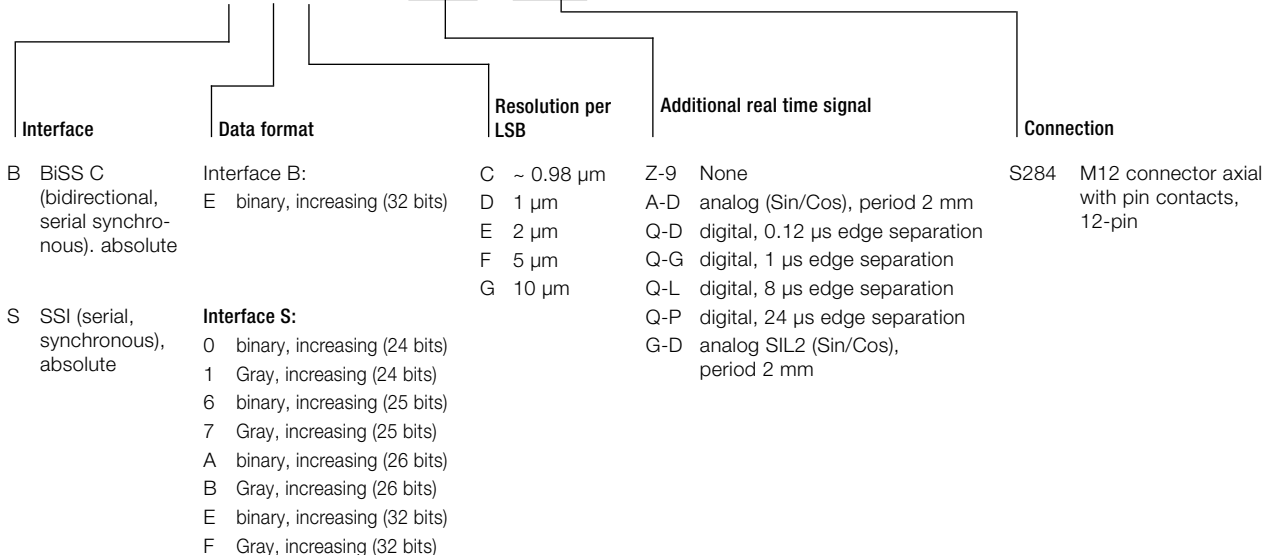 Interface
B BiSS C
(bidirectional,
serial synchro-
nous). absolute
S SSI (serial,
synchronous),
absolute
Data format
Interface B:
E binary, increasing (32 bits)
Interface S:
0 binary, increasing (24 bits)
1 Gray, increasing (24 bits)
6 binary, increasing (25 bits)
7 Gray, increasing (25 bits)
A binary, increasing (26 bits)
B Gray, increasing (26 bits)
E binary, increasing (32 bits)
F Gray, increasing (32 bits)
Resolution per
LSB
C ~ 0.98 µm
D 1 µm
E 2 µm
F 5 µm
G 10 µm
Additional real time signal
Z-9 None
A-D analog (Sin/Cos), period 2 mm
Q-D digital, 0.12 µs edge separation
Q-G digital, 1 µs edge separation
Q-L digital, 8 µs edge separation
Q-P digital, 24 µs edge separation
G-D analog SIL2 (Sin/Cos),
period 2 mm
Connection
S284 M12 connector axial
with pin contacts,
12-pin